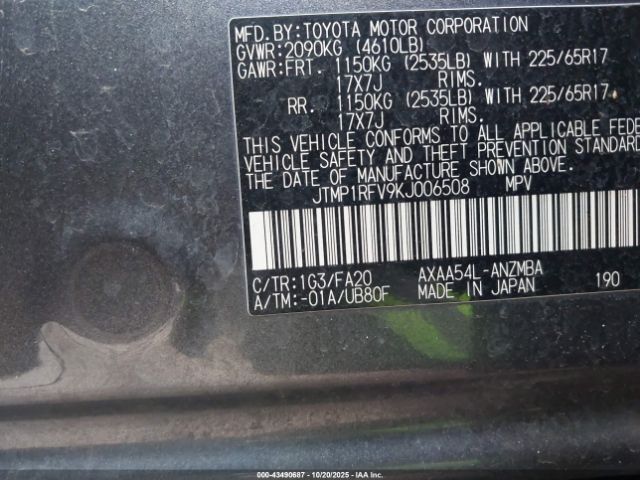 MFD.BY:TOYOTA MOTOR CORPORATION
GVWR:2090KG (4610LB)
GAWR:FRT. 1150KG (2535LB) WITH 225/65R17
17X7J RIMS.
RR. 1150KG (2535LB) WITH 225/65R17
17X7J RIMS.
THIS VEHICLE CONFORMS TO ALL APPLICABLE FEDE
VEHICLE SAFETY AND THEFT PREVENTION STANDARD
THE DATE OF MANUFACTURE SHOWN ABOVE.
JTMP1RFV9KJ006508 MPV
C/TR:1G3/FA20 AXAA54L-ANZMBA
A/TM:-01A/UB80F MADE IN JAPAN 190
000-43490687 - 10/20/2025 - IAA Inc.